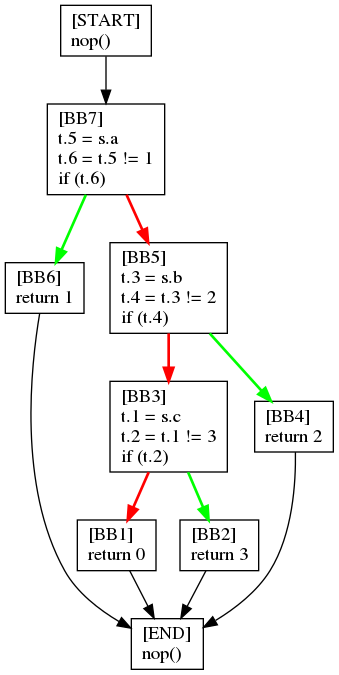 [START]
nop()
[BB7]
t.5 = s.a
t.6 = t.5 != 1
if (t.6)
[BB6]
return 1
[BB5]
t.3 = s.b
t.4 = t.3 != 2
if (t.4)
[BB3]
t.1 = s.c
t.2 = t.1 != 3
if (t.2)
[BB4]
return 2
[BB1]
return 0
[BB2]
return 3
[END]
nop()